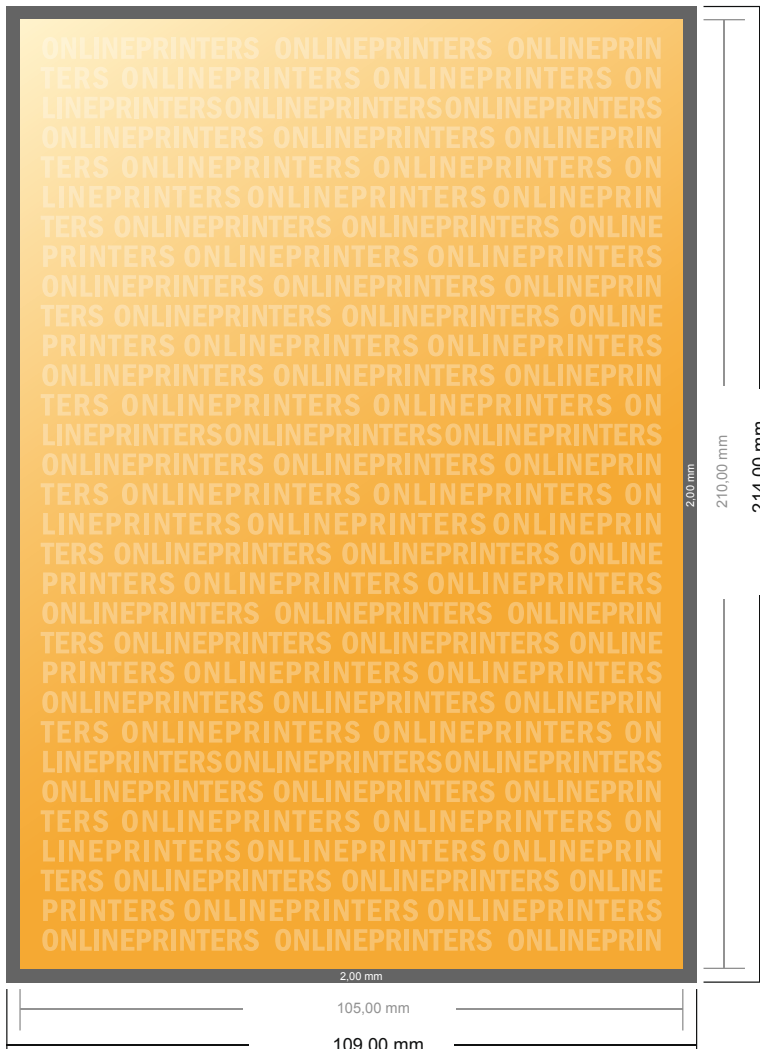 ONLINEPRINTERS ONLINEPRINTERS ONLINEPRIN
TERS ONLINEPRINTERS ONLINEPRINTERS ON
LINEPRINTERSONLINEPRINTERSONLINEPRINTERS
ONLINEPRINTERS ONLINEPRINTERS ONLINEPRIN
TERS ONLINEPRINTERS ONLINEPRINTERS ON
LINEPRINTERS ONLINEPRINTERS ONLINEPRIN
TERS ONLINEPRINTERS ONLINEPRINTERS ONLINE
PRINTERS ONLINEPRINTERS ONLINEPRINTERS
ONLINEPRINTERS ONLINEPRINTERS ONLINEPRIN
TERS ONLINEPRINTERS ONLINEPRINTERS ONLINE
PRINTERS ONLINEPRINTERS ONLINEPRINTERS
ONLINEPRINTERS ONLINEPRINTERS ONLINEPRIN
TERS ONLINEPRINTERS ONLINEPRINTERS ON
LINEPRINTERSONLINEPRINTERSONLINEPRINTERS
ONLINEPRINTERS ONLINEPRINTERS ONLINEPRIN
TERS ONLINEPRINTERS ONLINEPRINTERS ON
LINEPRINTERS ONLINEPRINTERS ONLINEPRIN
TERS ONLINEPRINTERS ONLINEPRINTERS ONLINE
PRINTERS ONLINEPRINTERS ONLINEPRINTERS
ONLINEPRINTERS ONLINEPRINTERS ONLINEPRIN
TERS ONLINEPRINTERS ONLINEPRINTERS ONLINE
PRINTERS ONLINEPRINTERS ONLINEPRINTERS
ONLINEPRINTERS ONLINEPRINTERS ONLINEPRIN
TERS ONLINEPRINTERS ONLINEPRINTERS ON
LINEPRINTERSONLINEPRINTERSONLINEPRINTERS
ONLINEPRINTERS ONLINEPRINTERS ONLINEPRIN
TERS ONLINEPRINTERS ONLINEPRINTERS ON
LINEPRINTERS ONLINEPRINTERS ONLINEPRIN
TERS ONLINEPRINTERS ONLINEPRINTERS ONLINE
PRINTERS ONLINEPRINTERS ONLINEPRINTERS
ONLINEPRINTERS ONLINEPRINTERS ONLINEPRIN
2,00 mm
210,00 mm
214,00 mm
2,00 mm
105,00 mm
109,00 mm